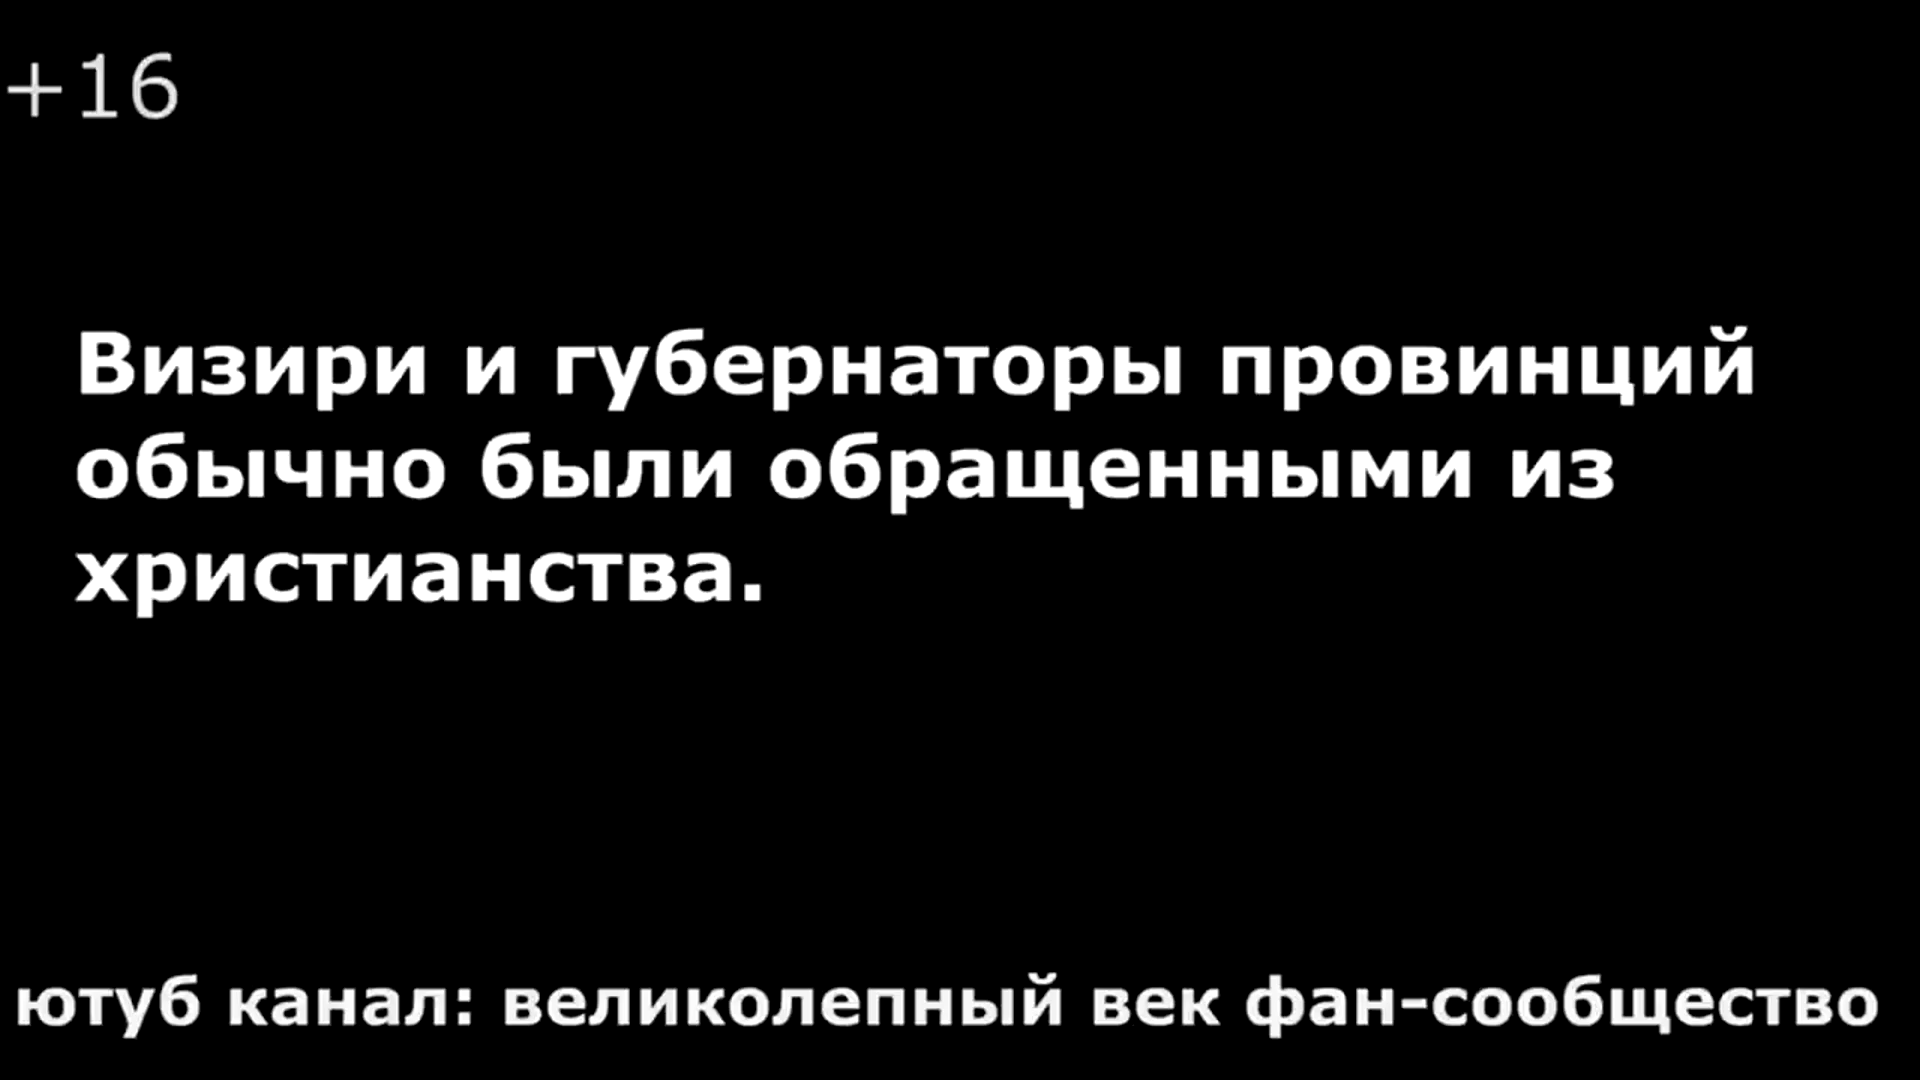 +16
Визири и губернаторы провинций
обычно были обращенными из
христианства.
ютуб канал: великолепный век фан-сообщество